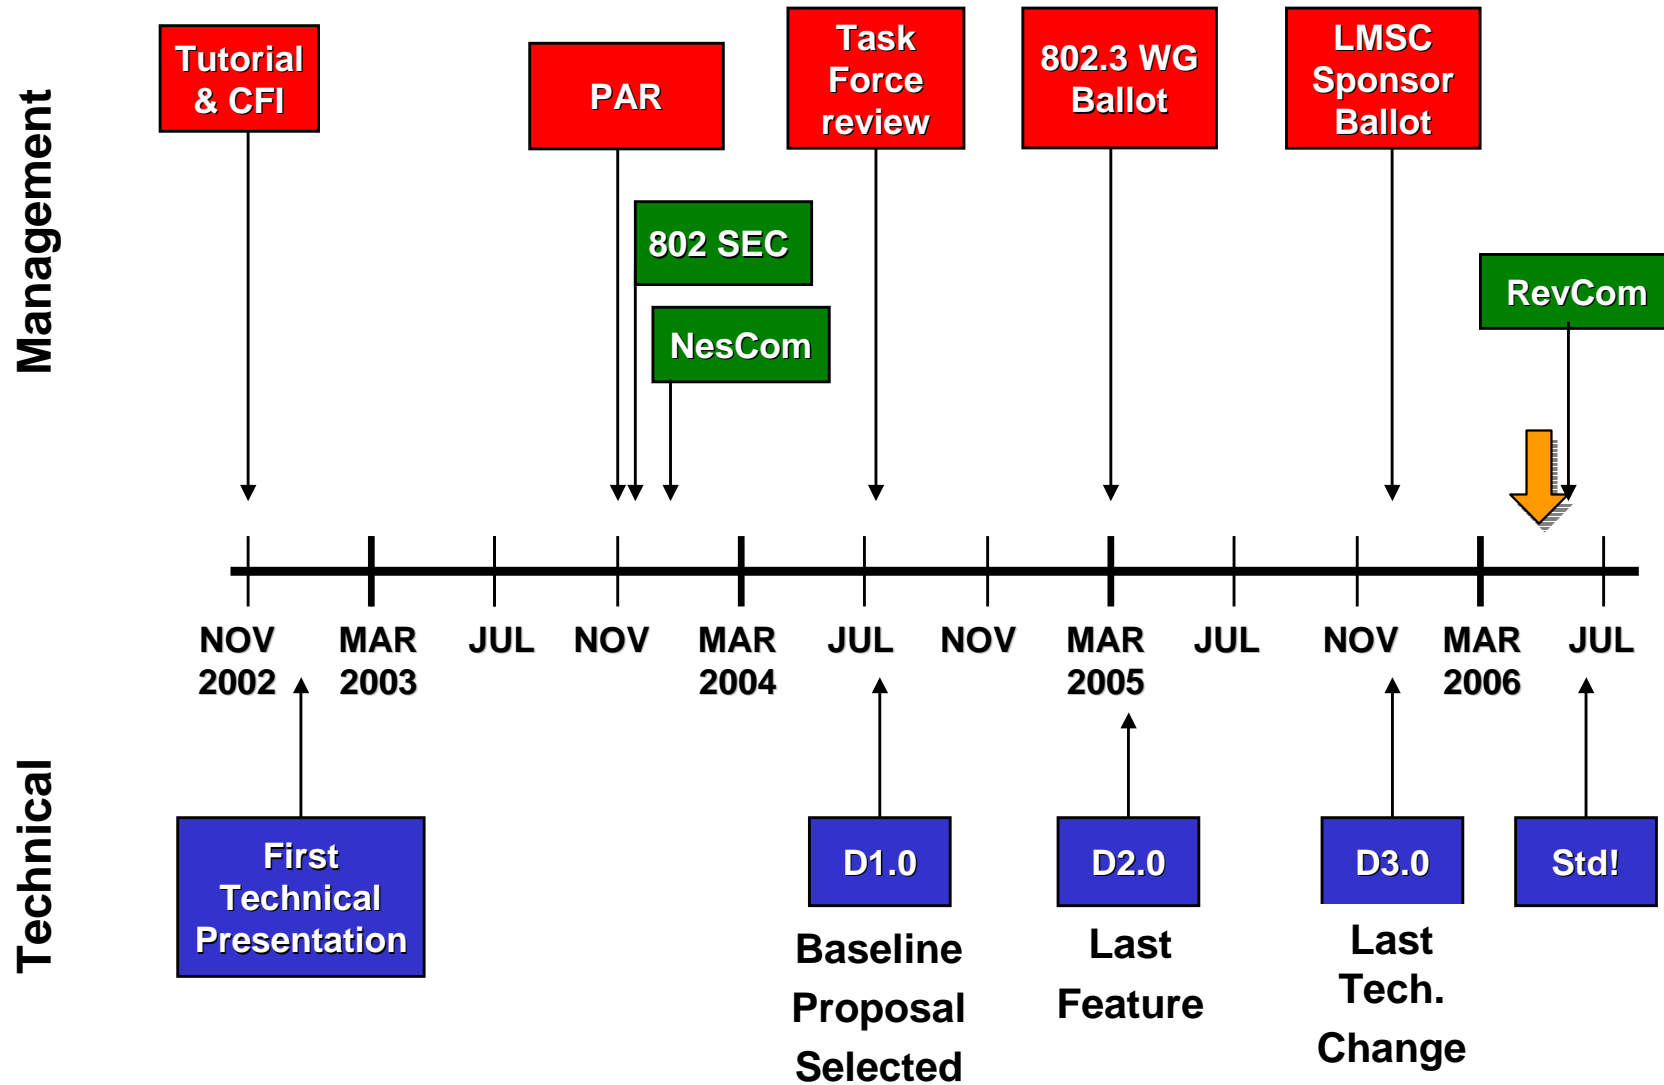 Management
Tutorial
& CFI
PAR
Task
Force
review
802.3 WG
Ballot
LMSC
Sponsor
Ballot
802 SEC
NesCom
RevCom
NOV
2002
MAR
2003
JUL
NOV
MAR
2004
JUL
NOV
MAR
2005
JUL
NOV
MAR
2006
JUL
Technical
First
Technical
Presentation
D1.0
Baseline
Proposal
Selected
D2.0
Last
Feature
D3.0
Last
Tech.
Change
Std!